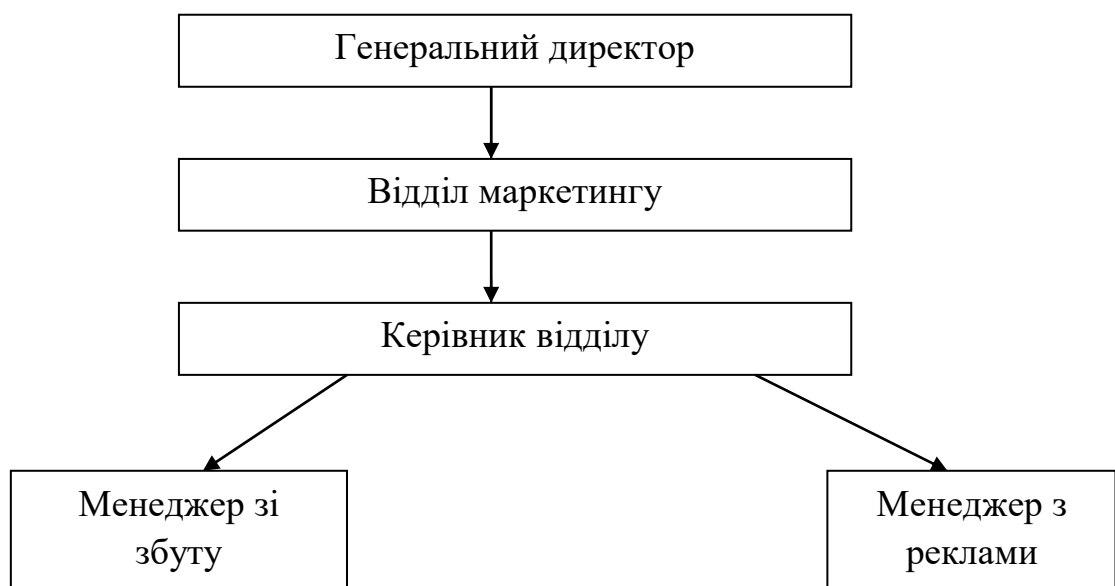 Генеральний директор
Відділ маркетингу
Керівник відділу
Менеджер зі
збуту
Менеджер з
реклами